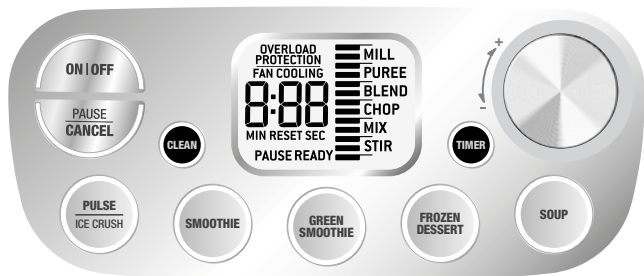 ON|OFF
PAUSE
CANCEL
CLEAN
OVERLOAD
PROTECTION
FAN COOLING
8:88
MIN RESET SEC
PAUSE READY
MILL
PUREE
BLEND
CHOP
MIX
STIR
+
-
TIMER
PULSE
ICE CRUSH
SMOOTHIE
GREEN
SMOOTHIE
FROZEN
DESSERT
SOUP